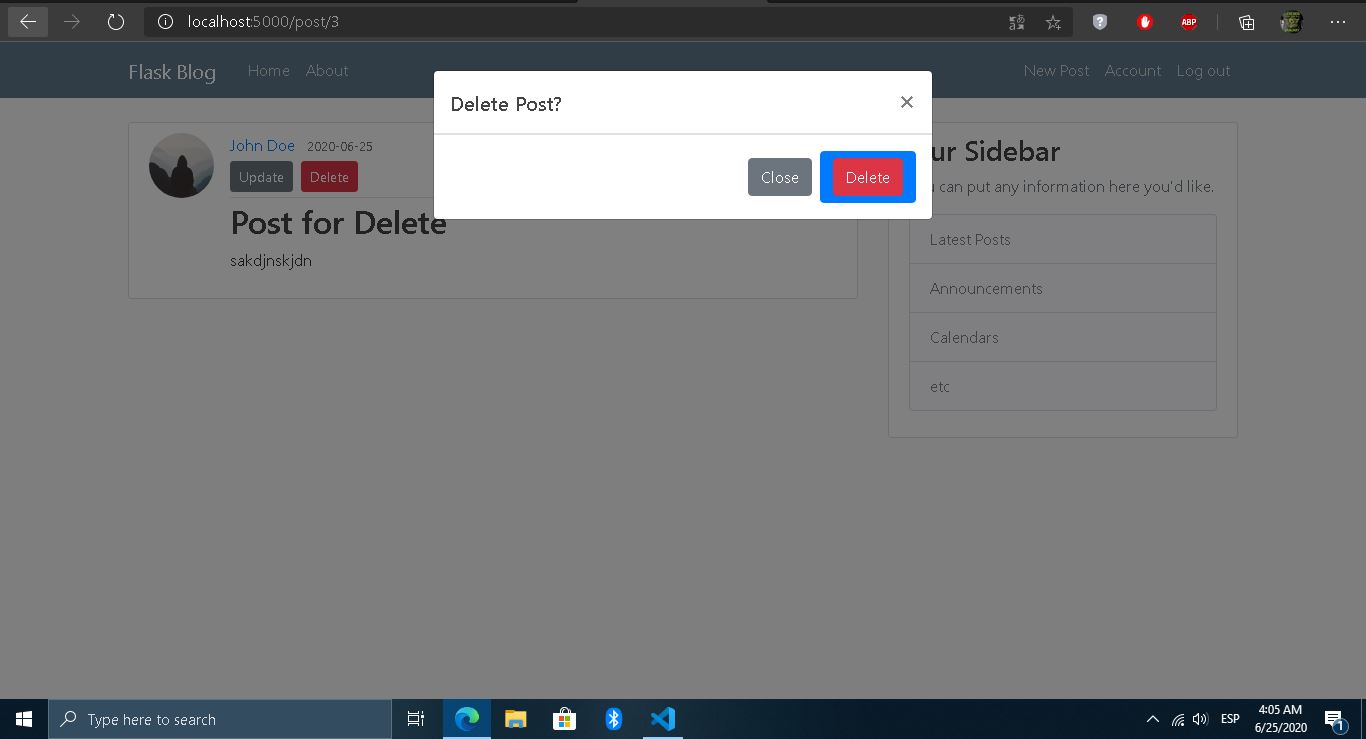 localhost:5000/post/3
ABP
Flask Blog Home About New Post Account Log out
Delete Post? ×
Close Delete
John Doe 2020-06-25
Update Delete
Post for Delete
sakdjnskjdn
ur Sidebar
can put any information here you'd like.
Latest Posts
Announcements
Calendars
etc
Type here to search
ESP
4:05 AM
6/25/2020
1